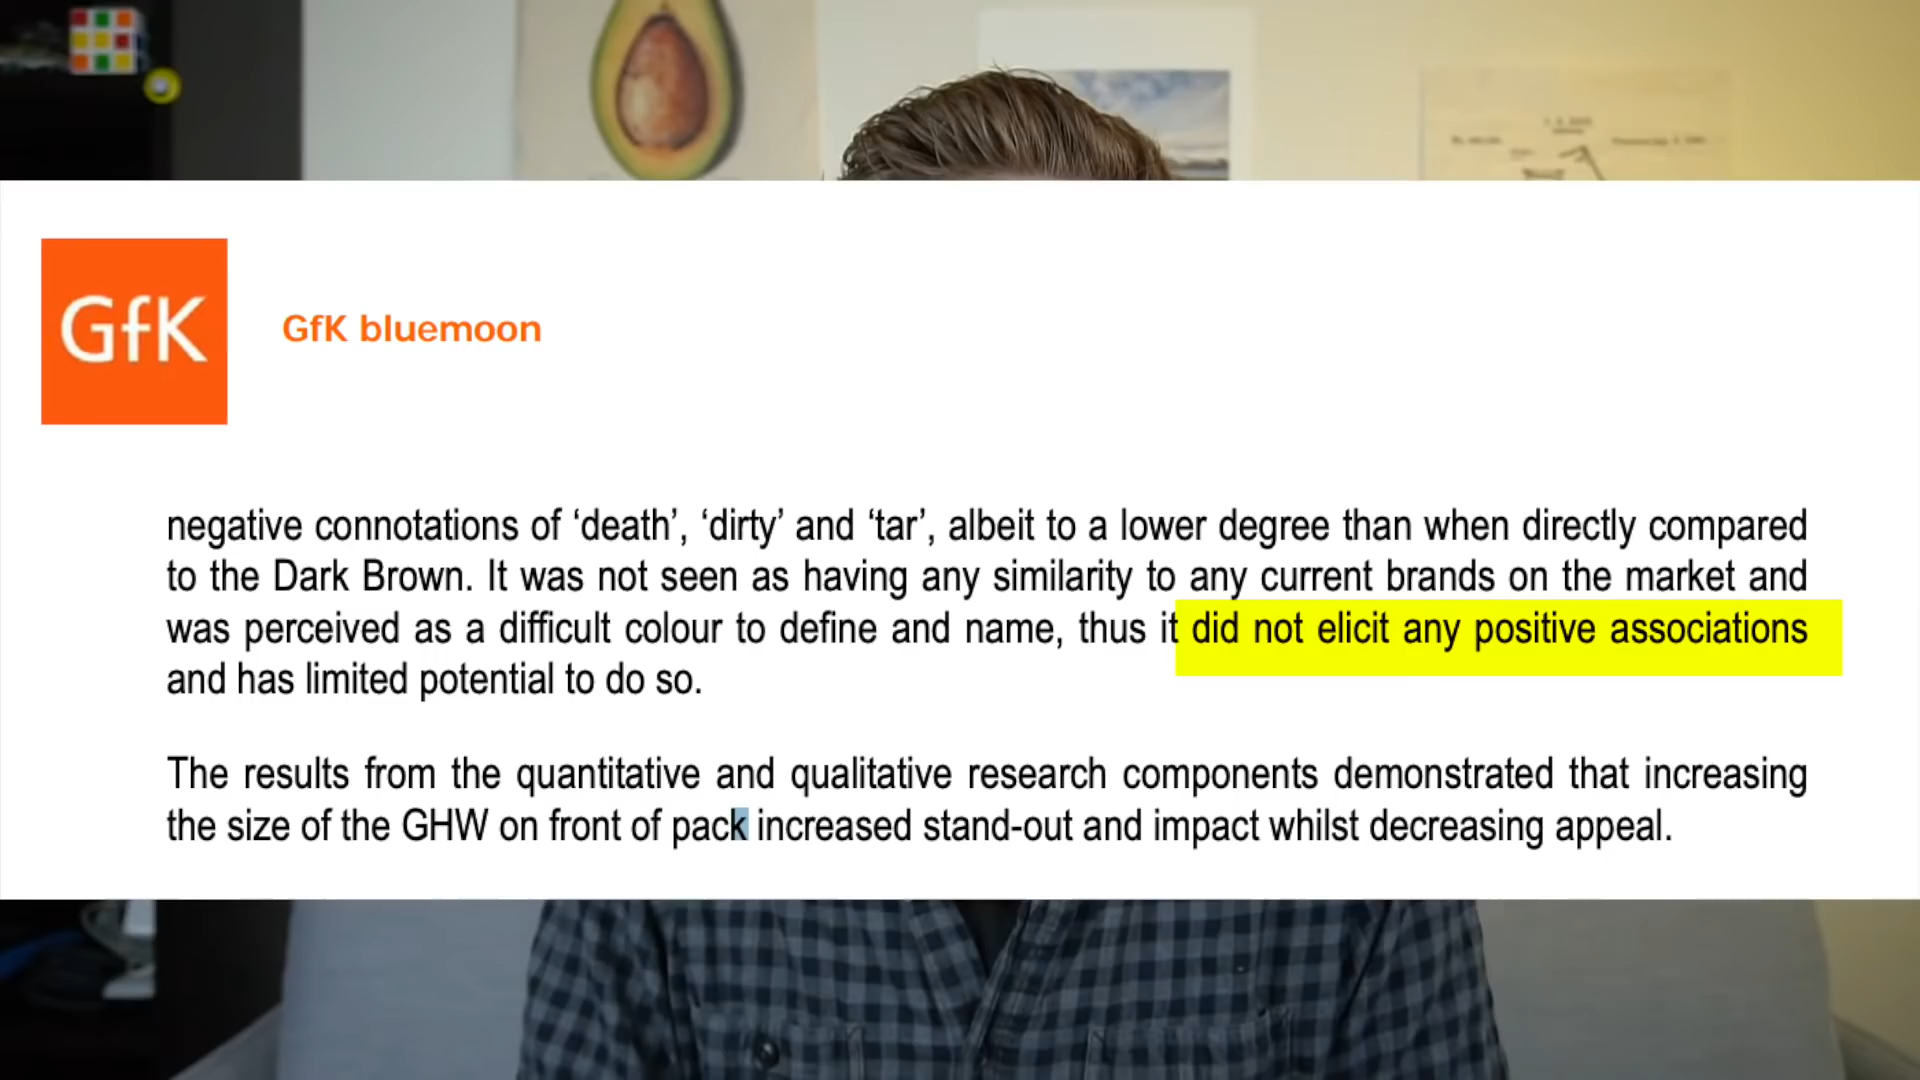 GfK
GfK bluemoon
negative connotations of ‘death’, ‘dirty’ and ‘tar’, albeit to a lower degree than when directly compared
to the Dark Brown. It was not seen as having any similarity to any current brands on the market and
was perceived as a difficult colour to define and name, thus it did not elicit any positive associations
and has limited potential to do so.
The results from the quantitative and qualitative research components demonstrated that increasing
the size of the GHW on front of pack increased stand-out and impact whilst decreasing appeal.